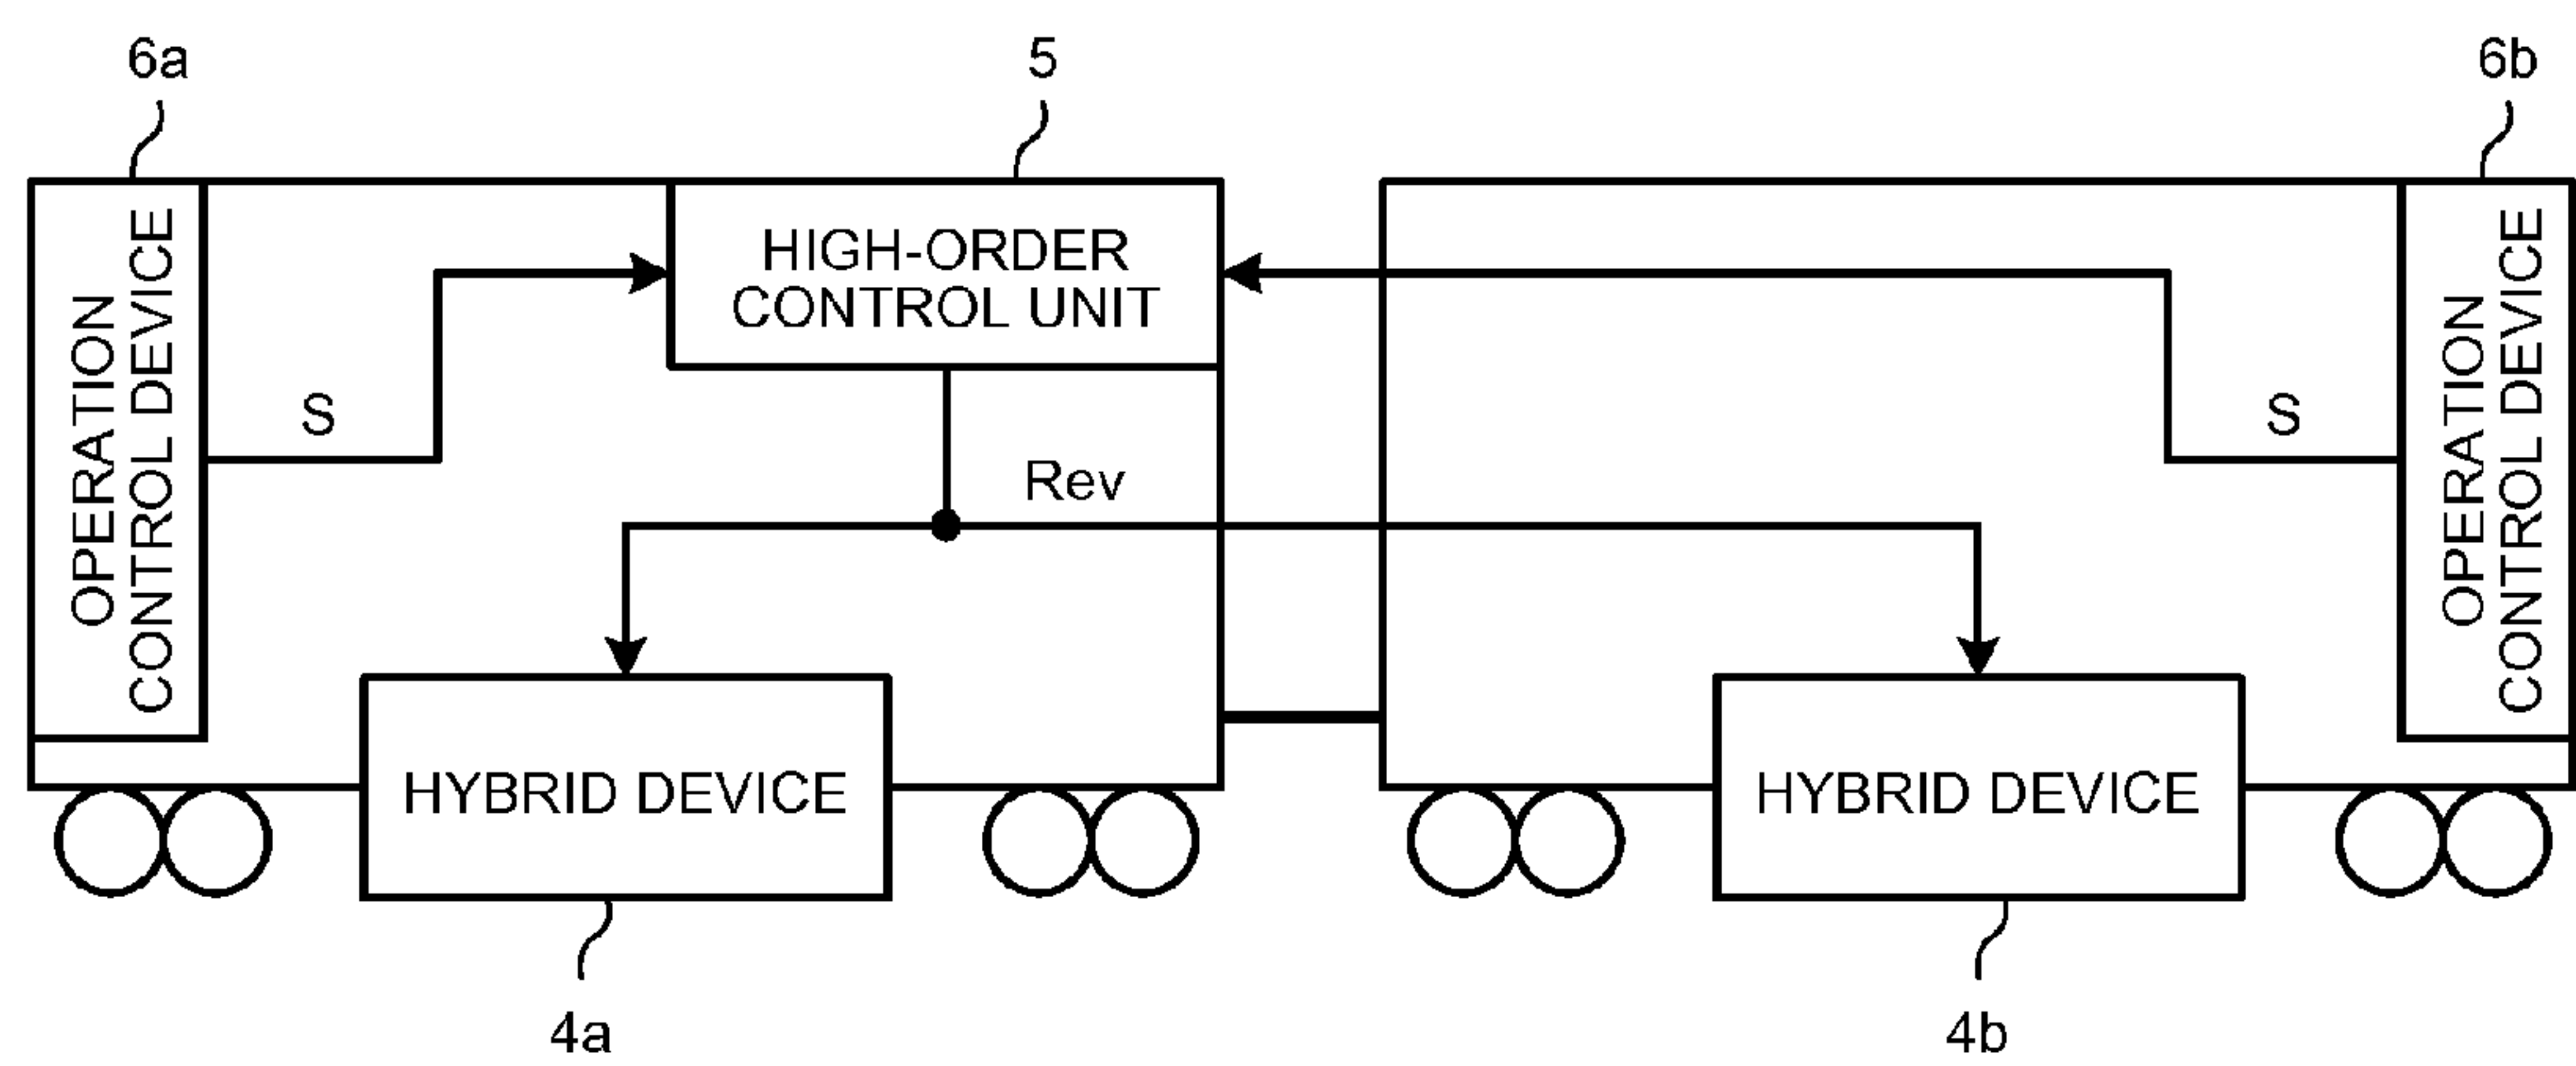 6a
5
6b
OPERATION
CONTROL DEVICE
HIGH-ORDER
CONTROL UNIT
OPERATION
CONTROL DEVICE
S
S
Rev
HYBRID DEVICE
HYBRID DEVICE
4a
4b